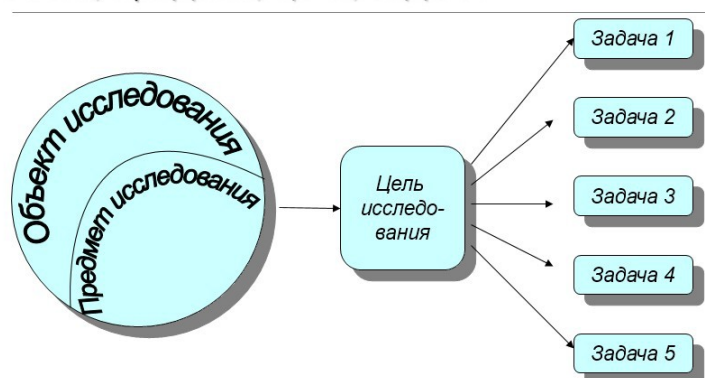 Объект исследования
Предмет исследования
Цель
исследо-
вания
Задача 1
Задача 2
Задача 3
Задача 4
Задача 5